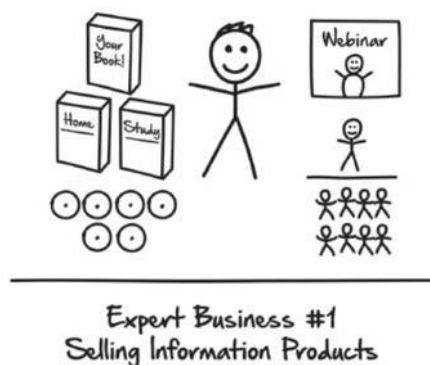 Your
Book!
Home
Study
Webinar
Expert Business #1
Selling Information Products